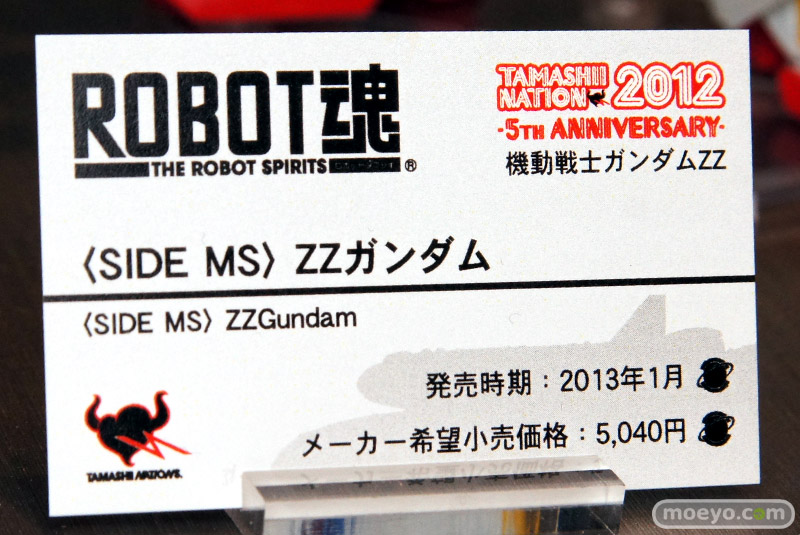 ROBOT魂
THE ROBOT SPIRITS ®
TAMASHII
NATION 2012
-5TH ANNIVERSARY-
機動戦士ガンダムZZ
〈SIDE MS〉 ZZガンダム
〈SIDE MS〉 ZZGundam
発売時期：2013年1月
メーカー希望小売価格：5,040円
TAMASHII NATIONS
moeyo.com